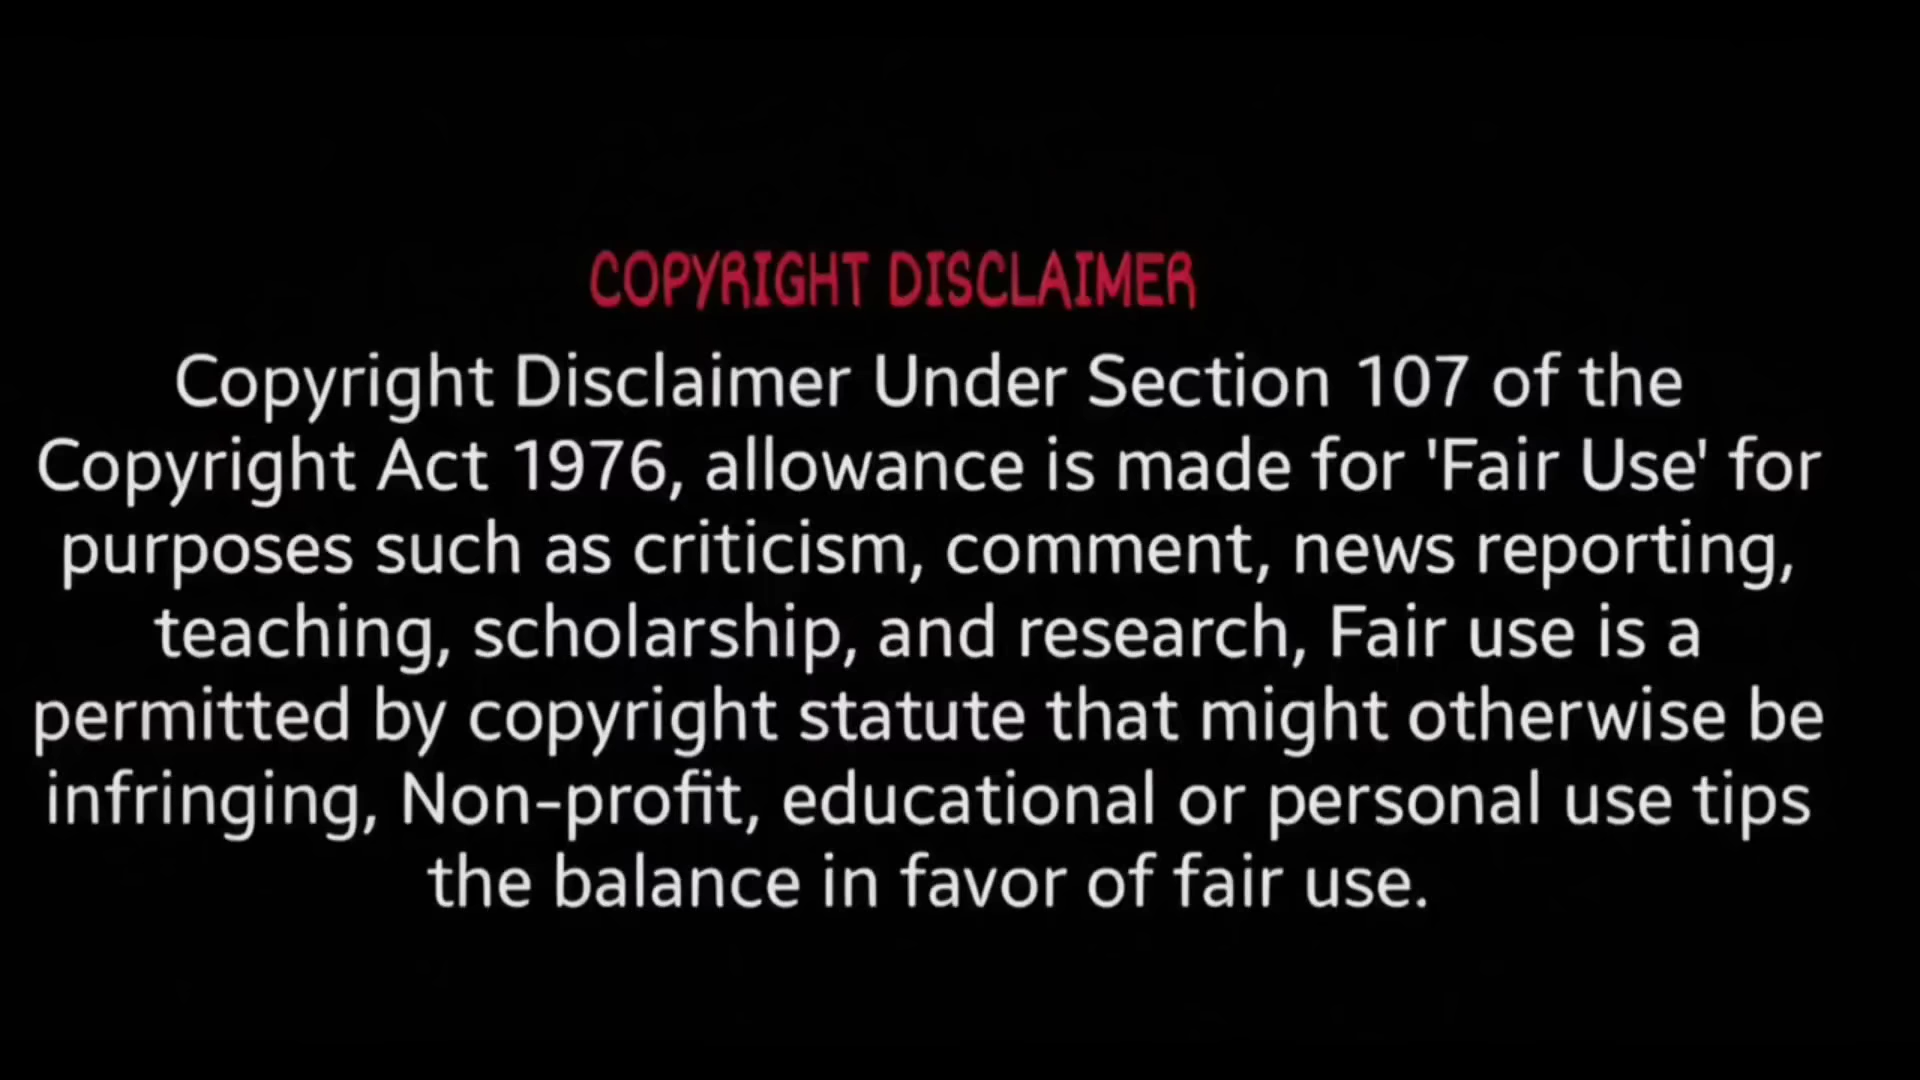 COPYRIGHT DISCLAIMER
Copyright Disclaimer Under Section 107 of the
Copyright Act 1976, allowance is made for 'Fair Use' for
purposes such as criticism, comment, news reporting,
teaching, scholarship, and research, Fair use is a
permitted by copyright statute that might otherwise be
infringing, Non-profit, educational or personal use tips
the balance in favor of fair use.